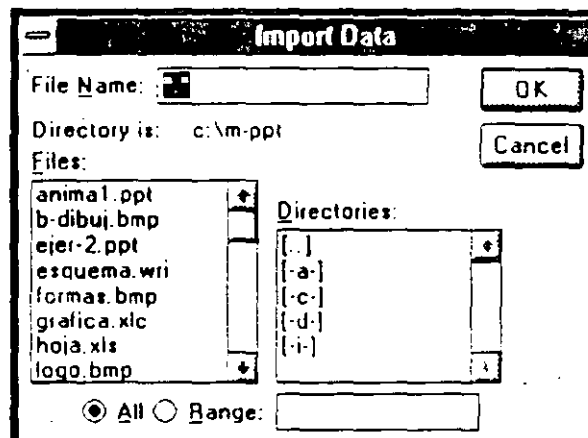 Import Data
File Name: *.*
OK
Directory is: c:\m-ppt
Cancel
Files:
anima1.ppt
b-dibuj.bmp
ejer-2.ppt
esquema.wri
formas.bmp
grafica.xlc
hoja.xls
logo.bmp
Directories:
[..]
[-a-]
[-c-]
[-d-]
[-i-]
All Range: